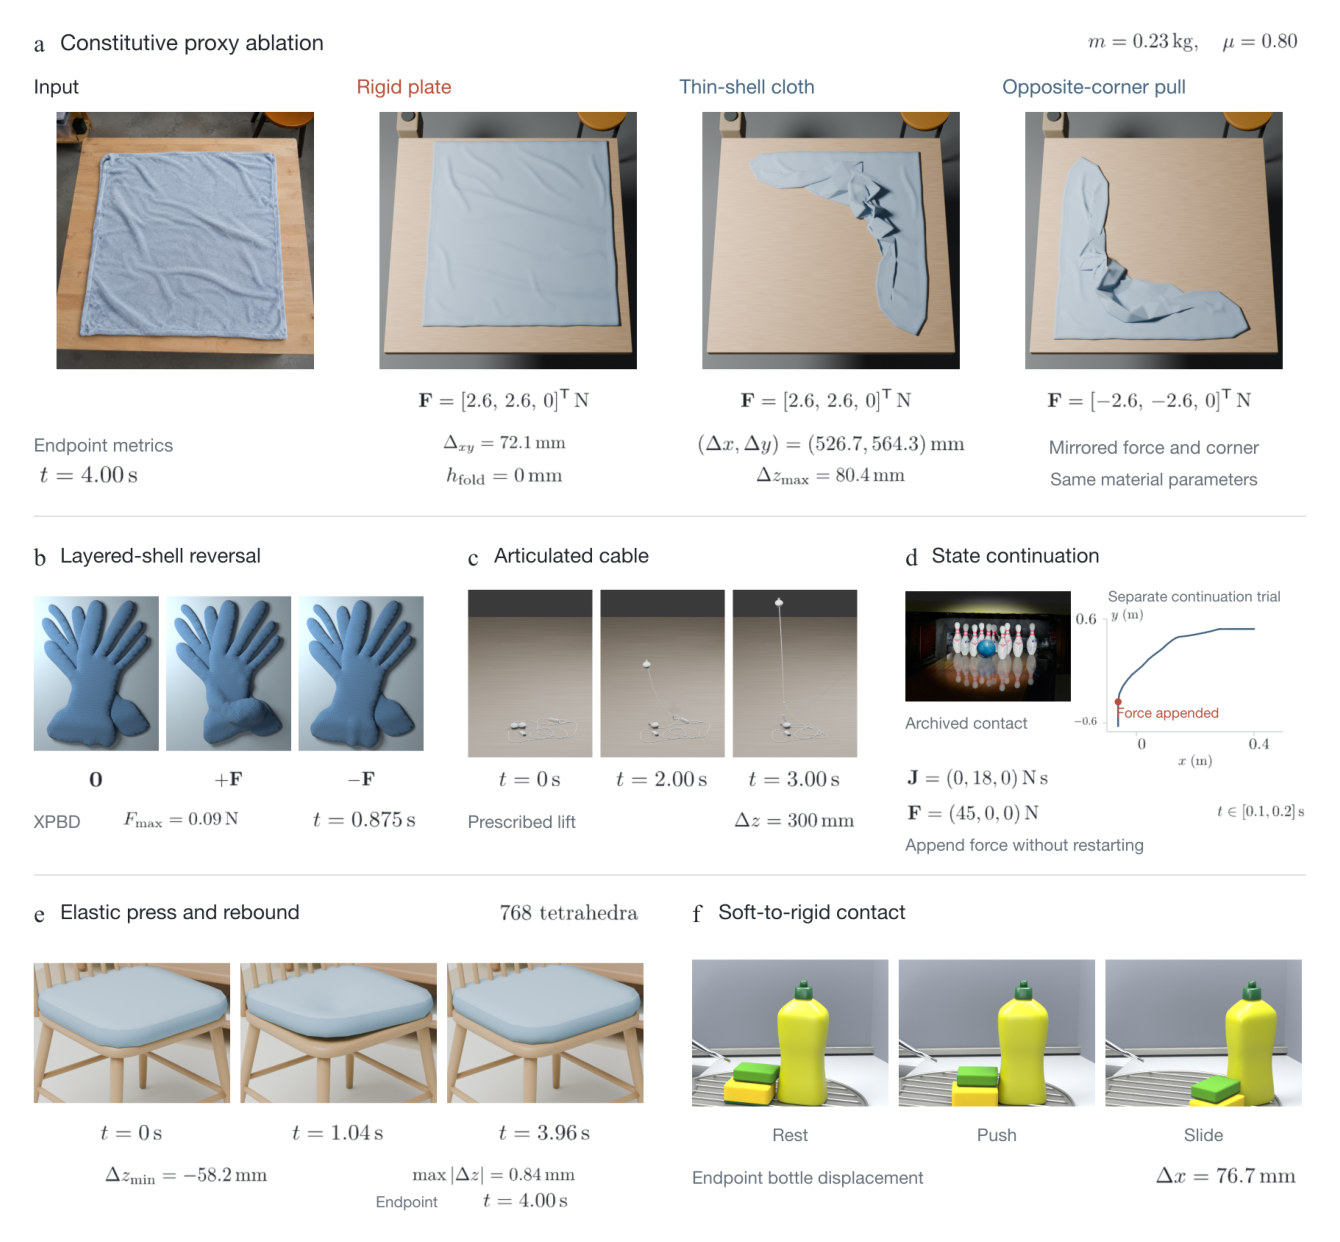 a Constitutive proxy ablation
m = 0.23 kg, μ = 0.80
Input
Rigid plate
Thin-shell cloth
Opposite-corner pull
F = [2.6, 2.6, 0]ᵀ N
F = [2.6, 2.6, 0]ᵀ N
F = [−2.6, −2.6, 0]ᵀ N
Endpoint metrics
t = 4.00 s
Δxy = 72.1 mm
h_fold = 0 mm
(Δx, Δy) = (526.7, 564.3) mm
Δz_max = 80.4 mm
Mirrored force and corner
Same material parameters
b Layered-shell reversal
0
+F
−F
XPBD
F_max = 0.09 N
t = 0.875 s
c Articulated cable
t = 0 s
t = 2.00 s
t = 3.00 s
Prescribed lift
Δz = 300 mm
d State continuation
Separate continuation trial
0.6
y (m)
Force appended
−0.6
0
0.4
x (m)
Archived contact
J = (0, 18, 0) N s
F = (45, 0, 0) N
t ∈ [0.1, 0.2] s
Append force without restarting
e Elastic press and rebound
768 tetrahedra
t = 0 s
t = 1.04 s
t = 3.96 s
Δz_min = −58.2 mm
max |Δz| = 0.84 mm
Endpoint
t = 4.00 s
f Soft-to-rigid contact
Rest
Push
Slide
Endpoint bottle displacement
Δx = 76.7 mm